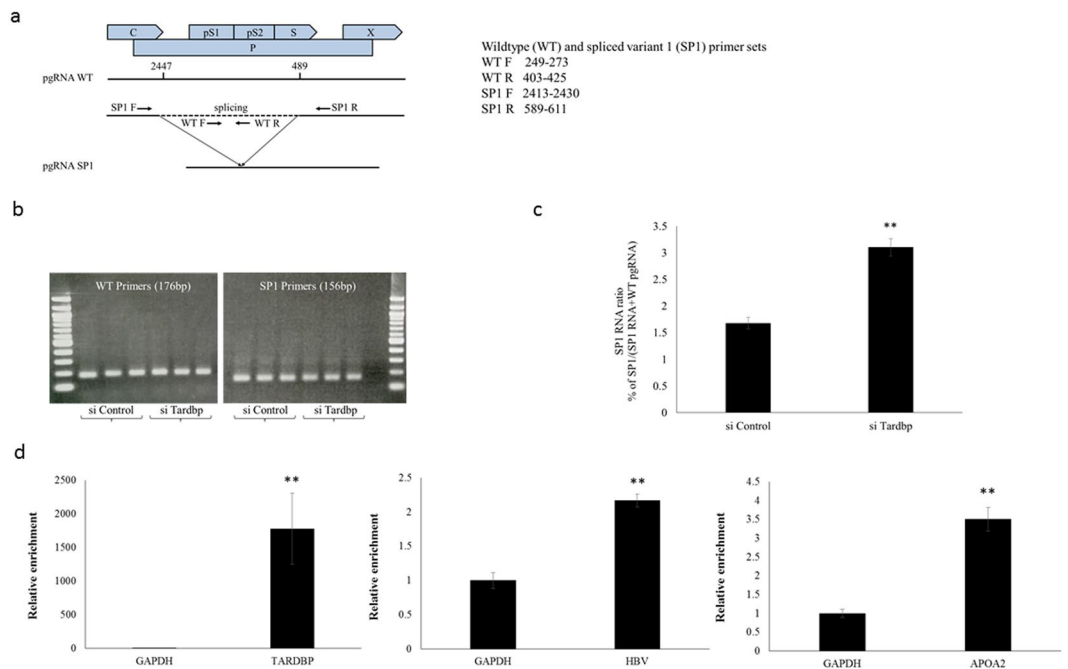 a
C pS1 pS2 S X
P
2447 489
pgRNA WT
SP1 F splicing SP1 R
WT F WT R
pgRNA SP1
Wildtype (WT) and spliced variant 1 (SP1) primer sets
WT F 249-273
WT R 403-425
SP1 F 2413-2430
SP1 R 589-611
b
WT Primers (176bp) SP1 Primers (156bp)
si Control si Tardbp si Control si Tardbp
c
SP1 RNA ratio
% of SP1/(SP1 RNA+WT pgRNA)
3.5
3
2.5
2
1.5
1
0.5
0
**
si Control si Tardbp
d
Relative enrichment
2500
2000
1500
1000
500
0
**
GAPDH TARDBP
Relative enrichment
2.5
2
1.5
1
0.5
0
**
GAPDH HBV
Relative enrichment
4.5
4
3.5
3
2.5
2
1.5
1
0.5
0
**
GAPDH APOA2